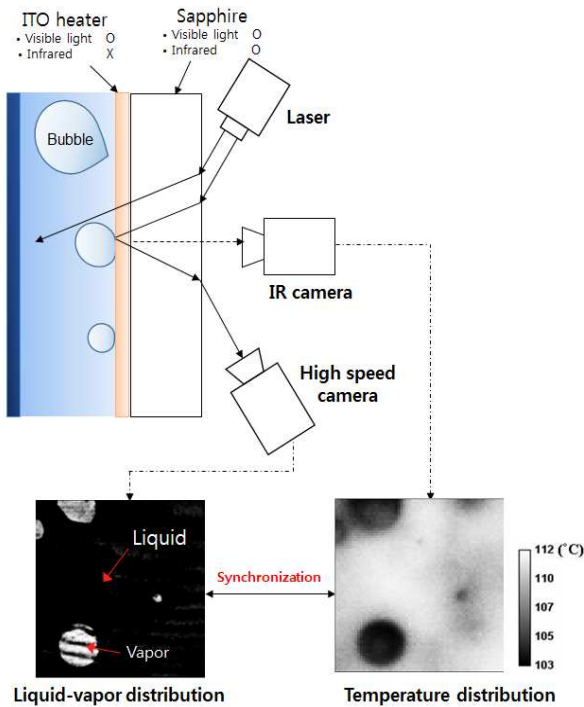 ITO heater
• Visible light O
• Infrared X
Sapphire
• Visible light O
• Infrared O
Bubble
Laser
IR camera
High speed
camera
Liquid
Vapor
Synchronization
112 (°C)
110
107
105
103
Liquid-vapor distribution
Temperature distribution